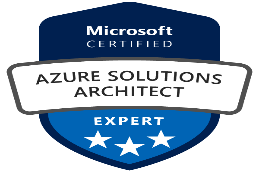 Microsoft
CERTIFIED
AZURE SOLUTIONS
ARCHITECT
EXPERT